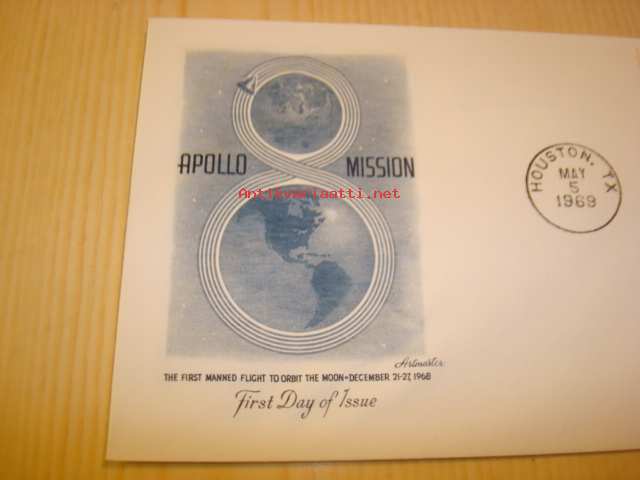 APOLLO 8 MISSION
Antikvariaatti.net
HOUSTON, TX
MAY
5
1969
Artmaster
THE FIRST MANNED FLIGHT TO ORBIT THE MOON-DECEMBER 21-27, 1968
First Day of Issue